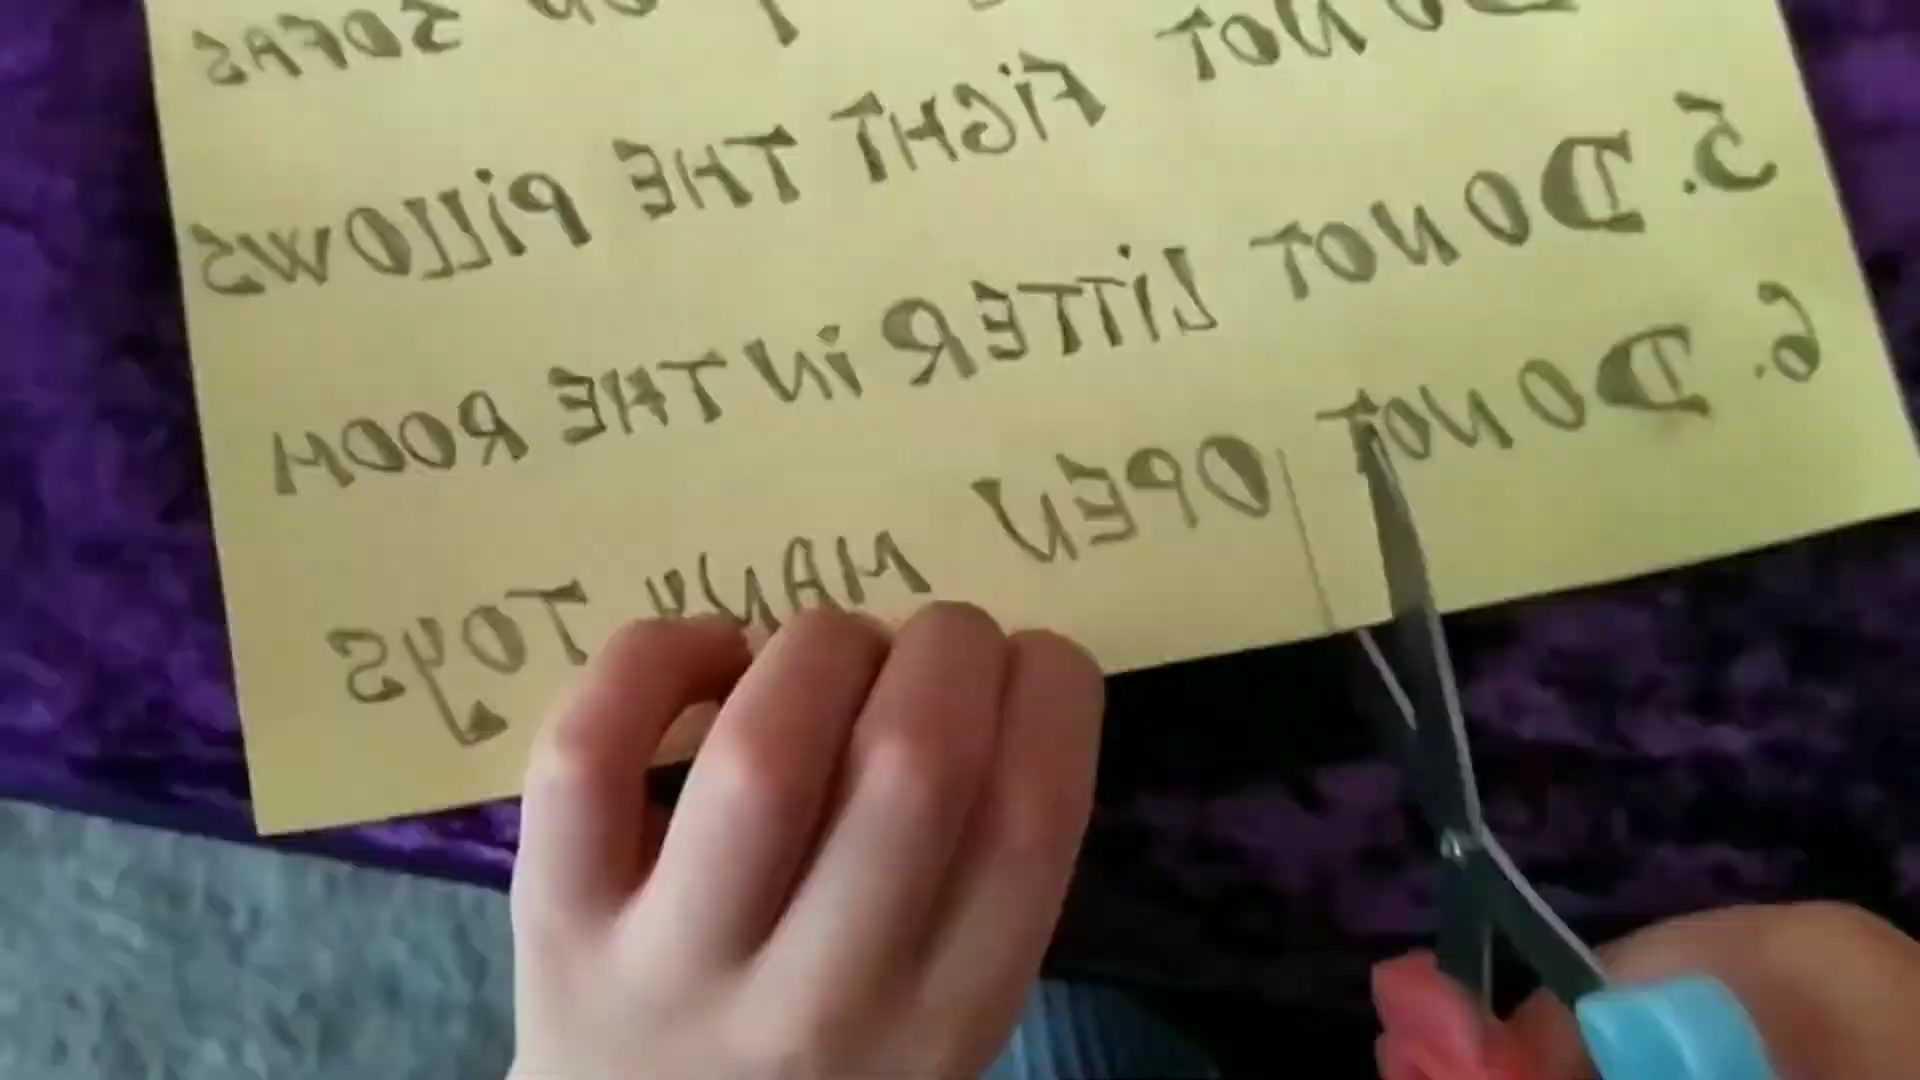 SOFAS
DO NOT FIGHT THE PILLOWS
5. DO NOT LITTER IN THE ROOM
6. DO NOT OPEN MANY TOYS